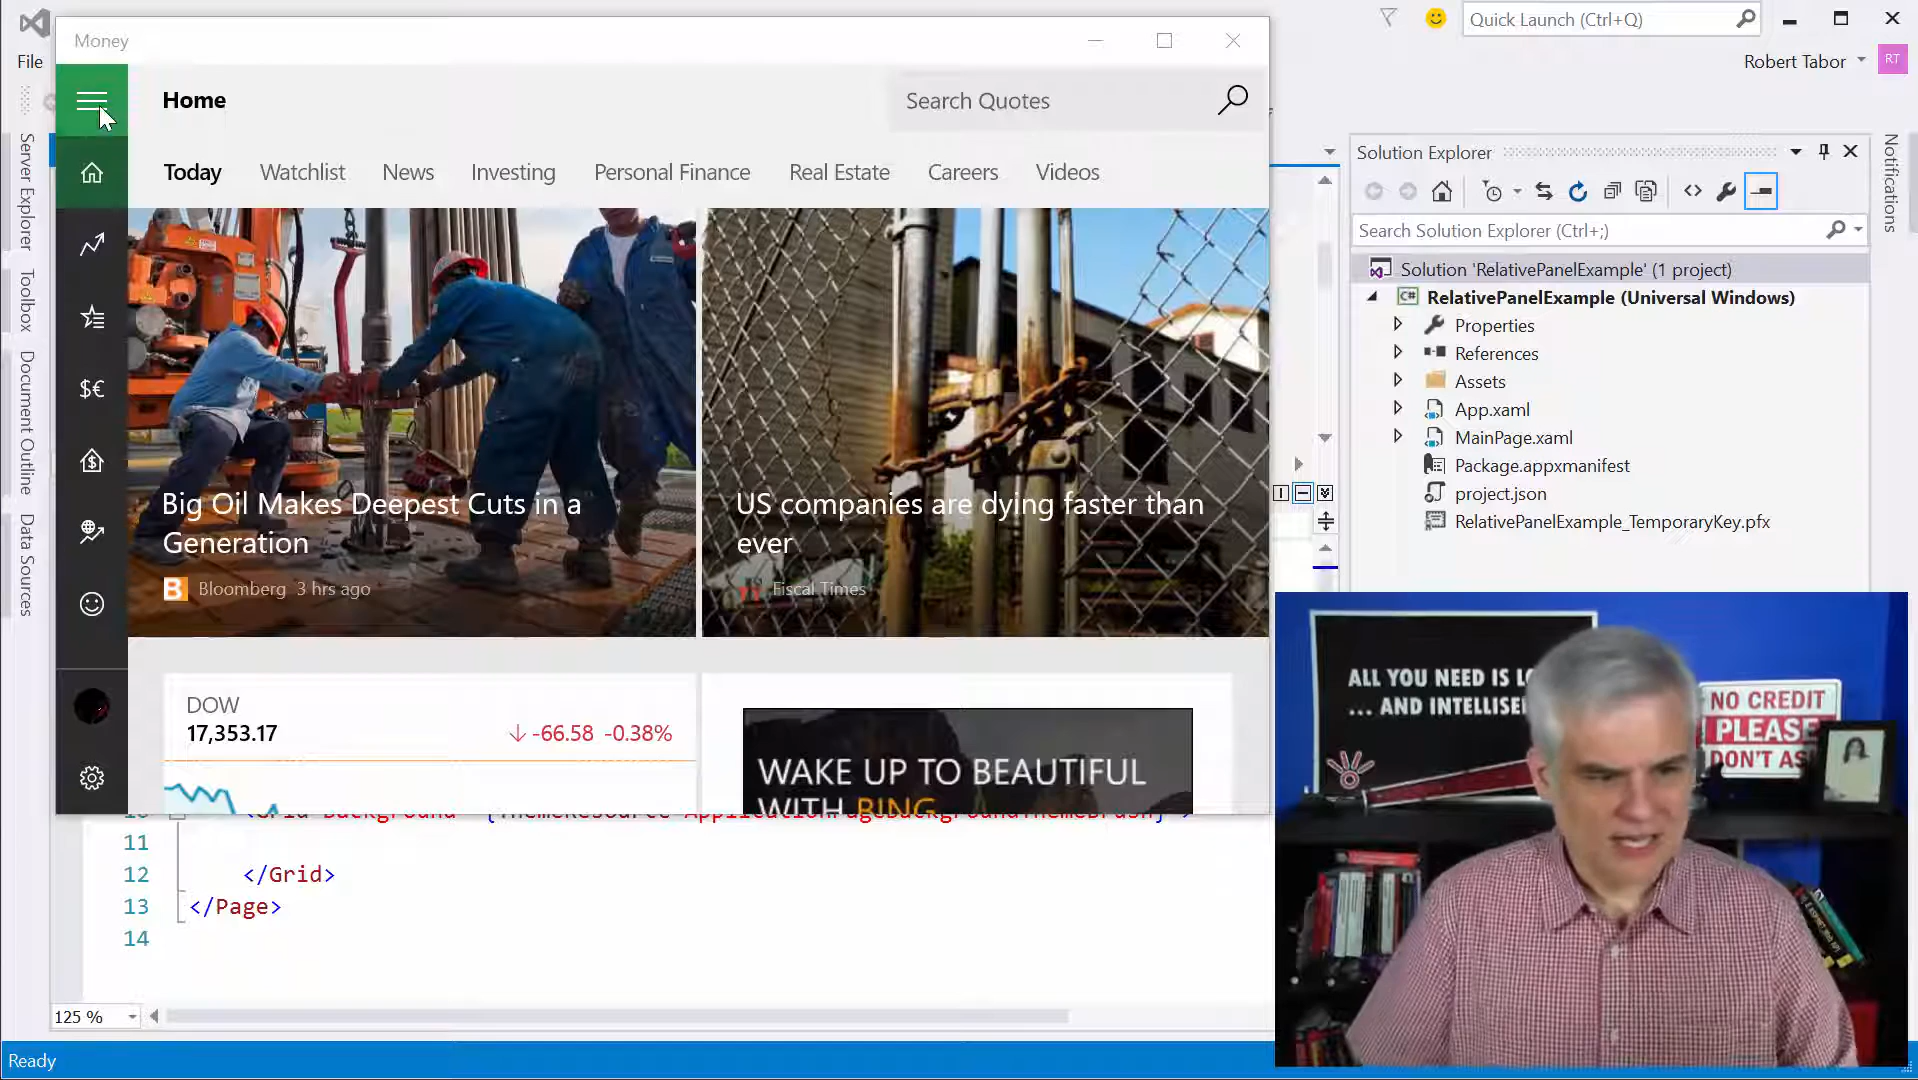 Money
Quick Launch (Ctrl+Q)
File
Robert Tabor
RT
Home
Search Quotes
Today Watchlist News Investing Personal Finance Real Estate Careers Videos
Server Explorer
Toolbox
Document Outline
Data Sources
$€
Big Oil Makes Deepest Cuts in a
Generation
B Bloomberg 3 hrs ago
US companies are dying faster than
ever
Fiscal Times
DOW
17,353.17
-66.58 -0.38%
WAKE UP TO BEAUTIFUL
WITH BING
Solution Explorer
Notifications
Search Solution Explorer (Ctrl+;)
Solution 'RelativePanelExample' (1 project)
C# RelativePanelExample (Universal Windows)
Properties
References
Assets
App.xaml
MainPage.xaml
Package.appxmanifest
project.json
RelativePanelExample_TemporaryKey.pfx
11
12 </Grid>
13 </Page>
14
125 %
Ready
ALL YOU NEED IS
... AND INTELLISE
NO CREDIT
PLEASE
DON'T AS